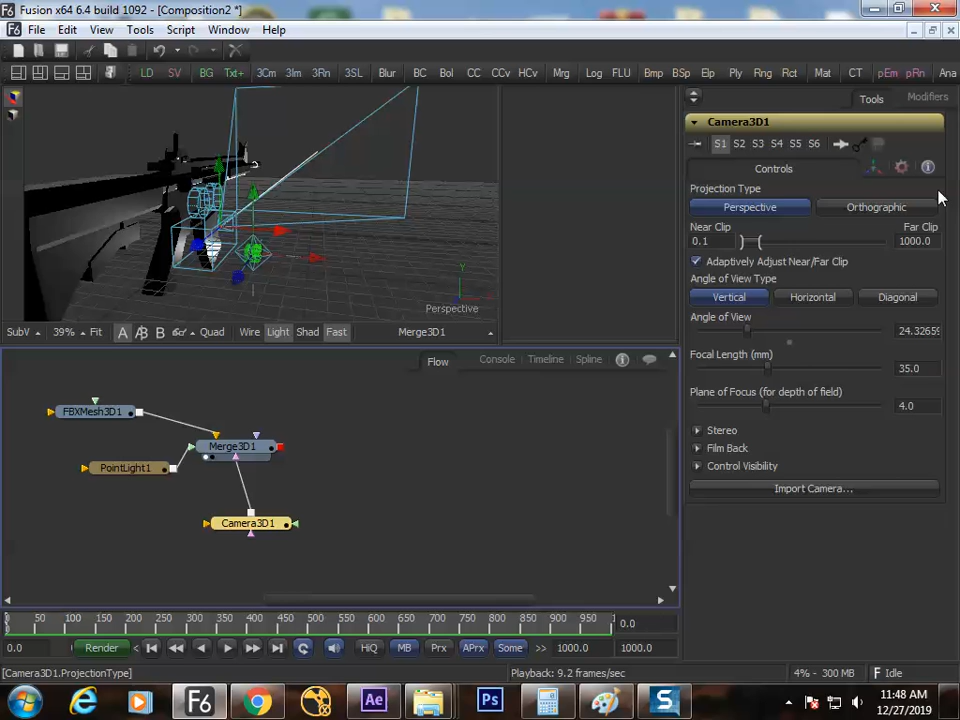 Fusion x64 6.4 build 1092 - [Composition2 *]
File Edit View Tools Script Window Help
LD SV BG Txt+ 3Cm 3Im 3Rn 3SL Blur BC Bol CC CCv HCv Mrg Log FLU Bmp BSp Elp Ply Rng Rct Mat CT pEm pRn Ana
Tools Modifiers
Camera3D1
S1 S2 S3 S4 S5 S6
Controls
Projection Type
Perspective Orthographic
Near Clip Far Clip
0.1 1000.0
Adaptively Adjust Near/Far Clip
Angle of View Type
Vertical Horizontal Diagonal
Angle of View
24.32659
Focal Length (mm)
35.0
Plane of Focus (for depth of field)
4.0
Stereo
Film Back
Control Visibility
Import Camera...
Y
Perspective
SubV 39% Fit A B Quad Wire Light Shad Fast Merge3D1
Flow Console Timeline Spline
FBXMesh3D1
Merge3D1
PointLight1
Camera3D1
0 50 100 150 200 250 300 350 400 450 500 550 600 650 700 750 800 850 900 950 0.0
0.0 Render HiQ MB Prx APrx Some >> 1000.0 1000.0
[Camera3D1.ProjectionType] Playback: 9.2 frames/sec 4% - 300 MB Idle
11:48 AM
12/27/2019